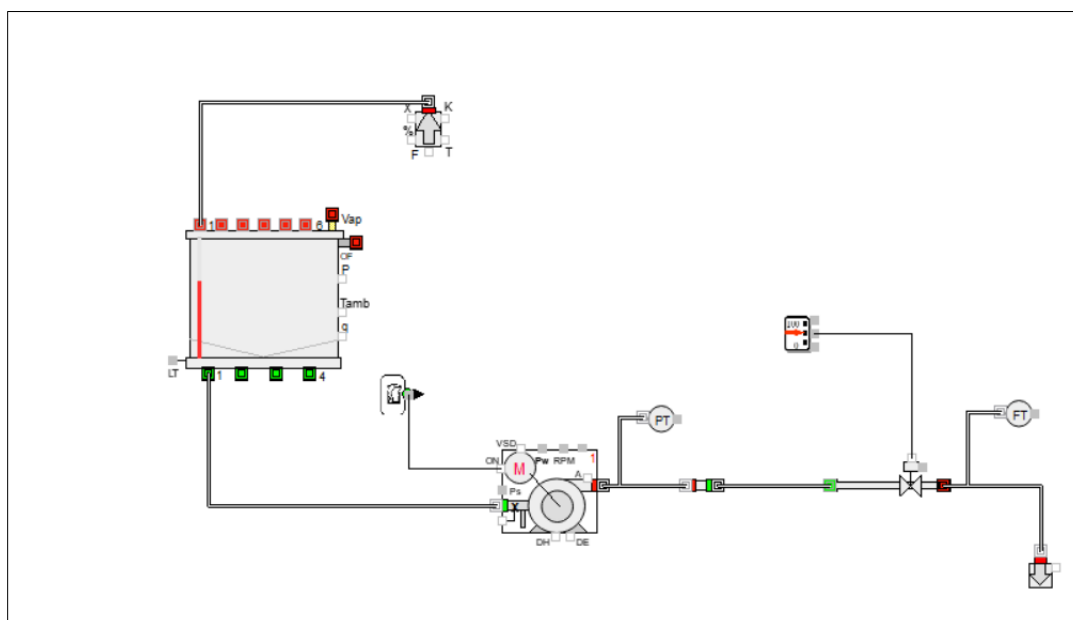 X K
%
F T
1 6 Vap
OF
P
Tamb
q
LT 1 4
100
0
PT
FT
VSD Pw RPM 1
ON M A
Ps
X
DH DE